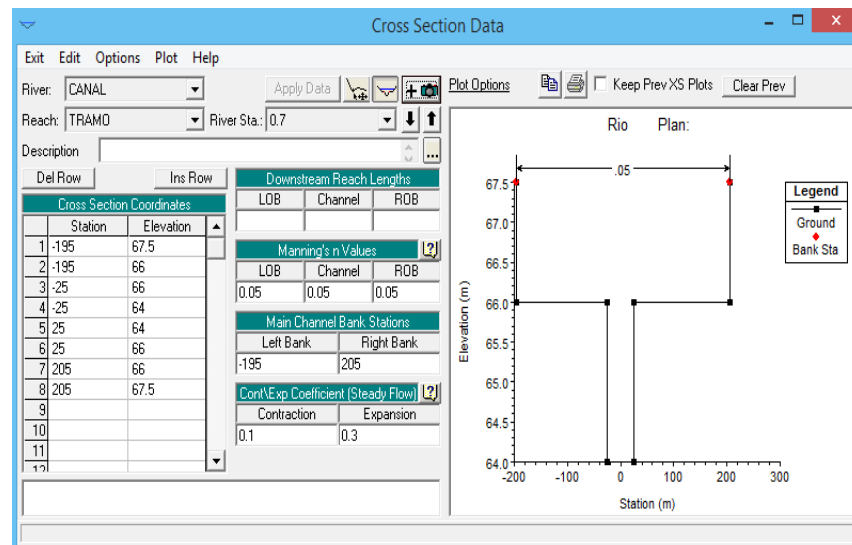 Cross Section Data
Exit Edit Options Plot Help
River: CANAL Apply Data Plot Options Keep Prev XS Plots Clear Prev
Reach: TRAMO River Sta.: 0.7
Description ...
Del Row Ins Row
Cross Section Coordinates
Station Elevation
1 -195 67.5
2 -195 66
3 -25 66
4 -25 64
5 25 64
6 25 66
7 205 66
8 205 67.5
9
10
11
12
Downstream Reach Lengths
LOB Channel ROB
Manning's n Values ?
LOB Channel ROB
0.05 0.05 0.05
Main Channel Bank Stations
Left Bank Right Bank
-195 205
Cont\Exp Coefficient (Steady Flow) ?
Contraction Expansion
0.1 0.3
Rio Plan:
.05
67.5
67.0
66.5
66.0
65.5
65.0
64.5
64.0
Elevation (m)
-200 -100 0 100 200 300
Station (m)
Legend
Ground
Bank Sta